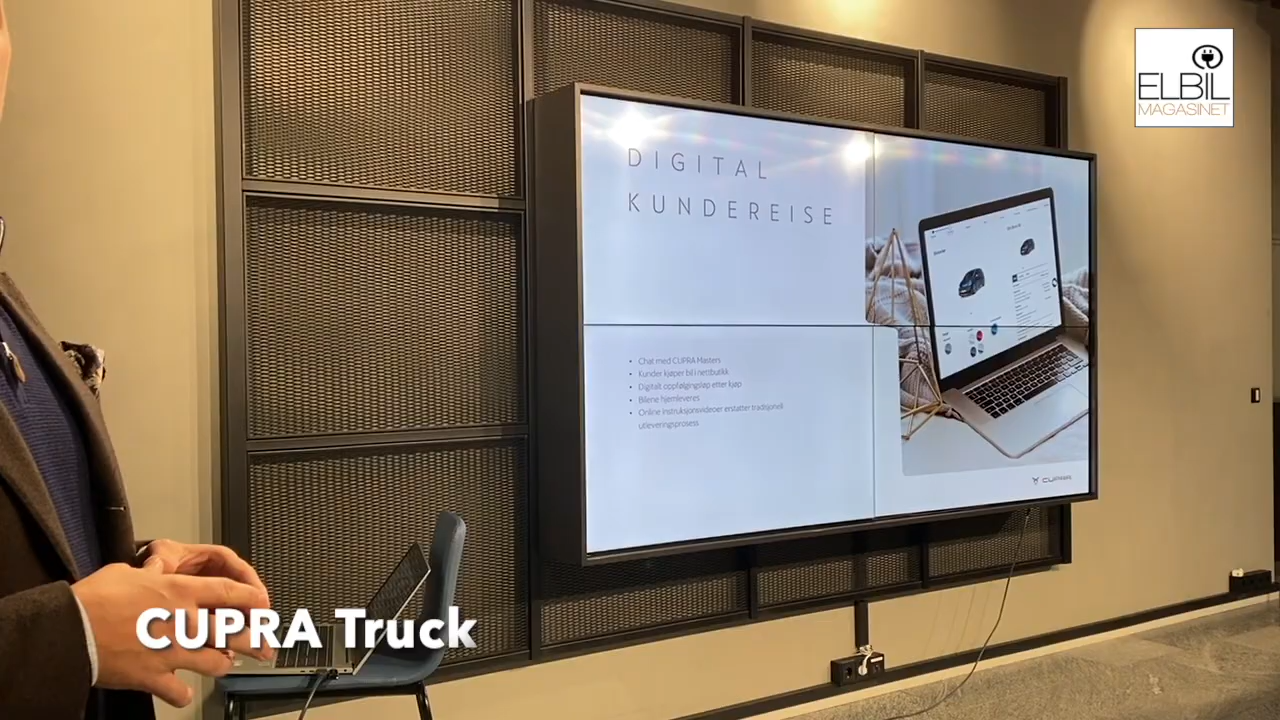 ELBIL
MAGASINET
DIGITAL
KUNDEREISE
• Chat med CUPRA Masters
• Kunder kjøper bil i nettbutikk
• Digitalt oppfølgingsløp etter kjøp
• Bilene hjemleveres
• Online instruksjonsvideoer erstatter tradisjonell
utleveringsprosess
CUPRA
CUPRA Truck